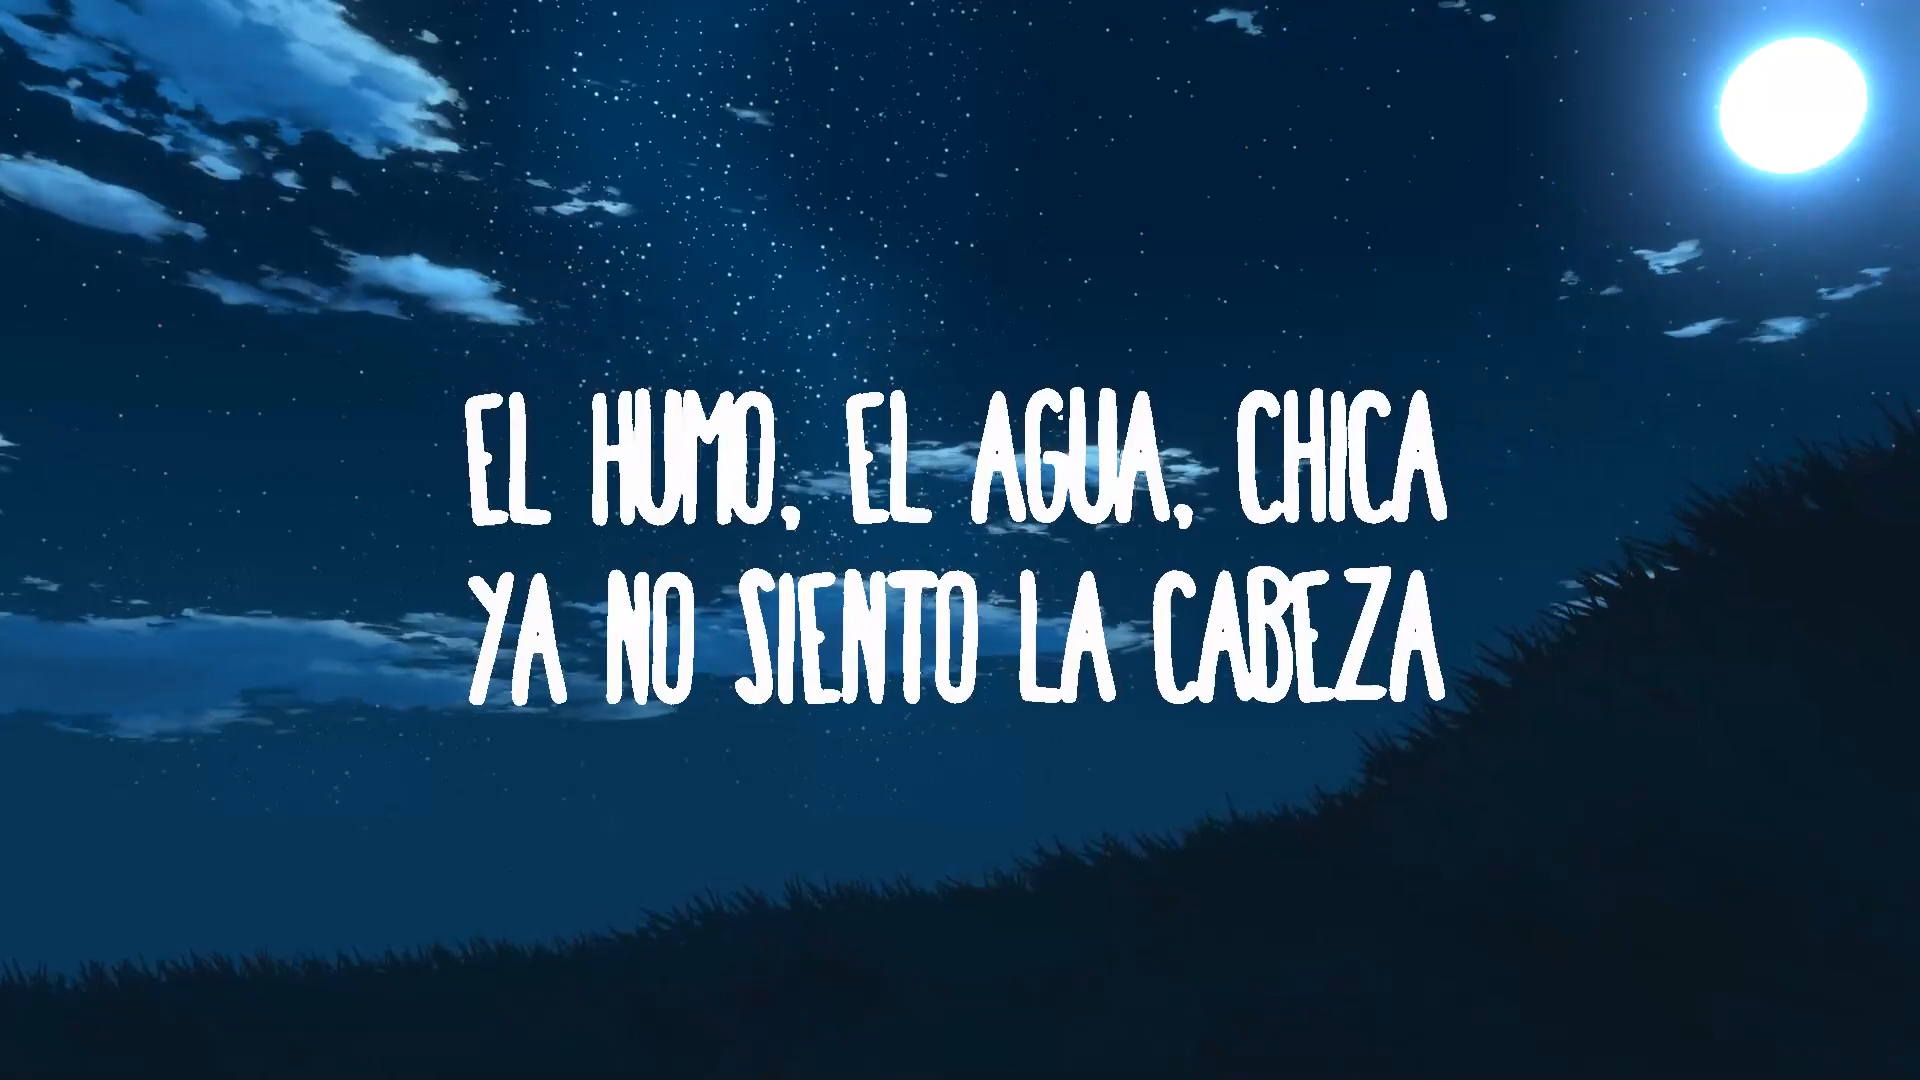 EL HUMO, EL AGUA, CHICA
YA NO SIENTO LA CABEZA